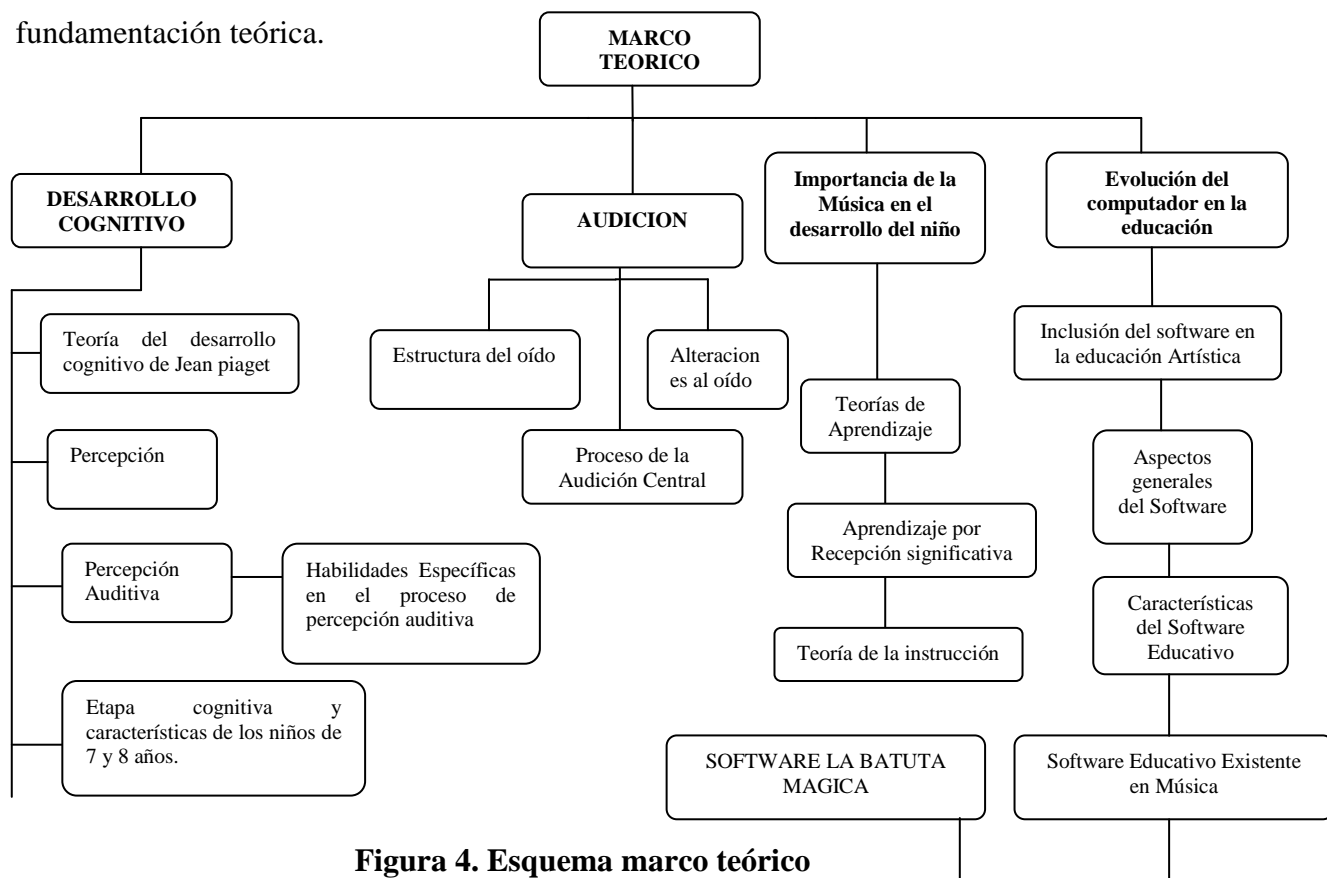 fundamentación teórica.
MARCO
TEORICO
DESARROLLO
COGNITIVO
Teoría del desarrollo
cognitivo de Jean piaget
Percepción
Percepción
Auditiva
Habilidades Específicas
en el proceso de
percepción auditiva
Etapa cognitiva y
características de los niños de
7 y 8 años.
AUDICION
Estructura del oído
Alteracion
es al oído
Proceso de la
Audición Central
Importancia de la
Música en el
desarrollo del niño
Teorías de
Aprendizaje
Aprendizaje por
Recepción significativa
Teoría de la instrucción
SOFTWARE LA BATUTA
MAGICA
Evolución del
computador en la
educación
Inclusión del software en
la educación Artística
Aspectos
generales
del Software
Características
del Software
Educativo
Software Educativo Existente
en Música
Figura 4. Esquema marco teórico